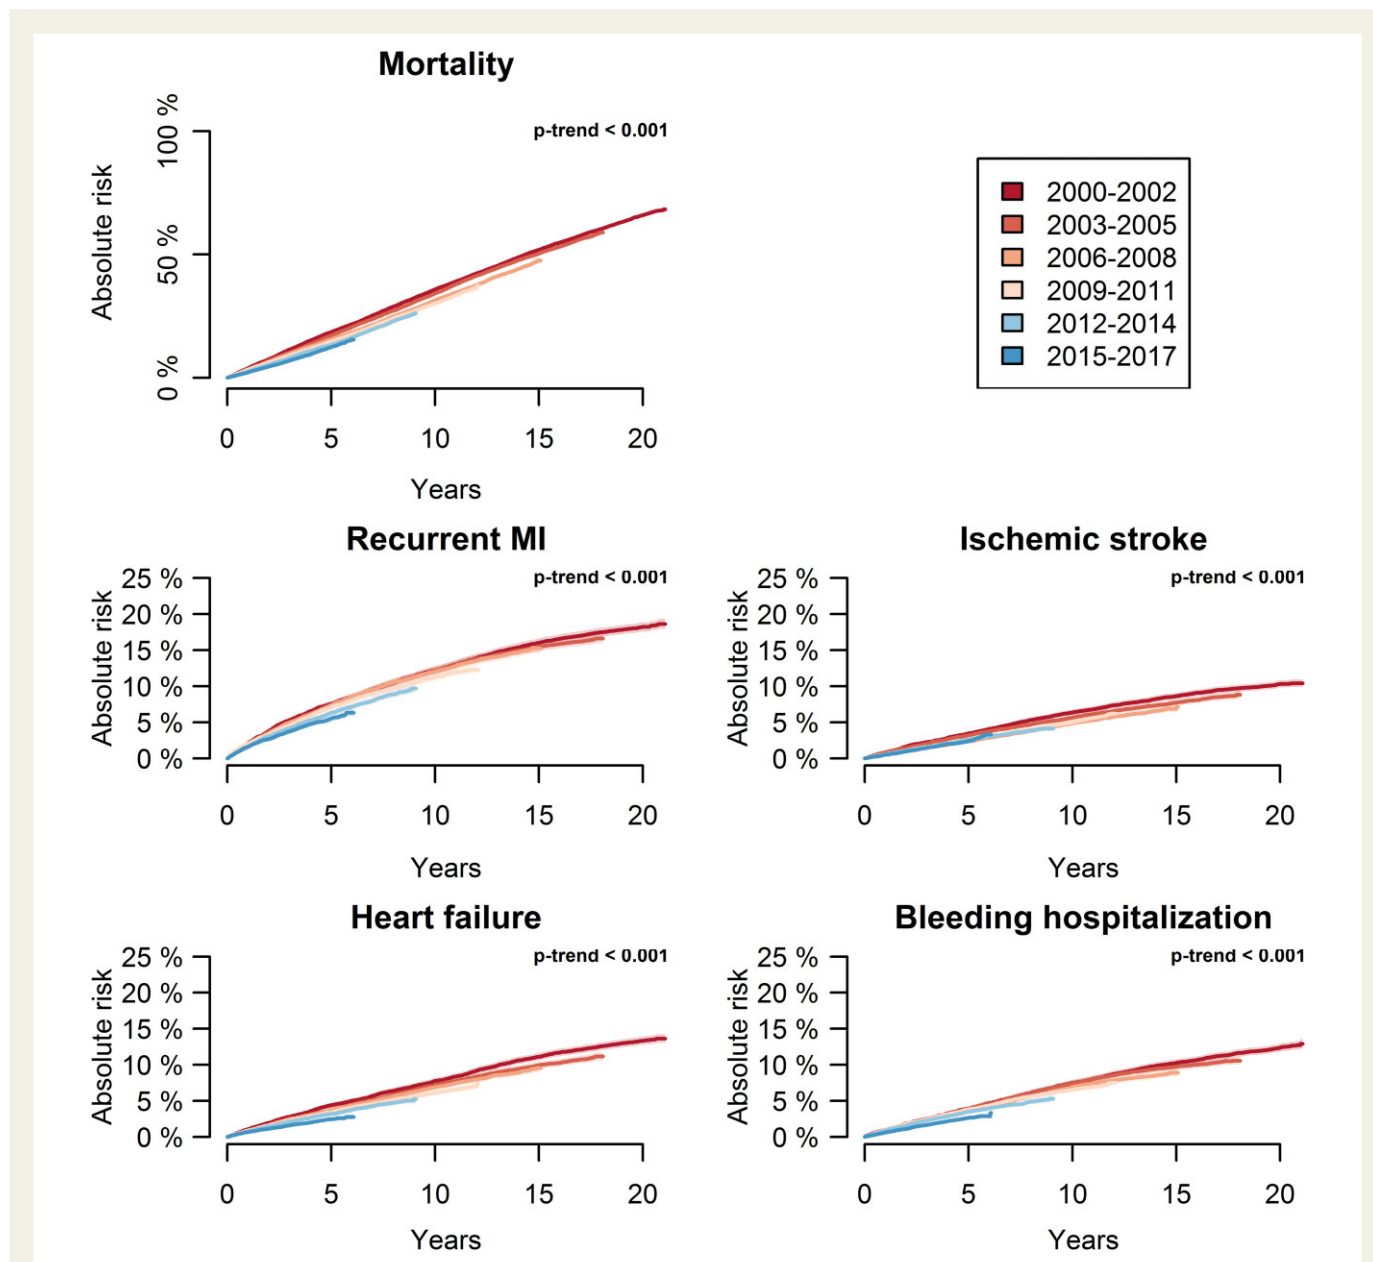 Mortality
p-trend < 0.001
100 %
50 %
0 %
Absolute risk
0 5 10 15 20
Years
2000-2002
2003-2005
2006-2008
2009-2011
2012-2014
2015-2017
Recurrent MI
p-trend < 0.001
25 %
20 %
15 %
10 %
5 %
0 %
Absolute risk
0 5 10 15 20
Years
Ischemic stroke
p-trend < 0.001
25 %
20 %
15 %
10 %
5 %
0 %
Absolute risk
0 5 10 15 20
Years
Heart failure
p-trend < 0.001
25 %
20 %
15 %
10 %
5 %
0 %
Absolute risk
0 5 10 15 20
Years
Bleeding hospitalization
p-trend < 0.001
25 %
20 %
15 %
10 %
5 %
0 %
Absolute risk
0 5 10 15 20
Years